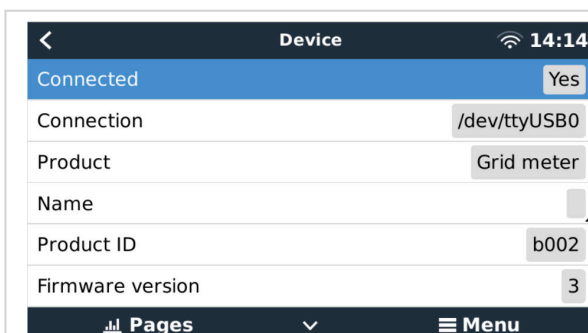 Device 14:14
Connected Yes
Connection /dev/ttyUSB0
Product Grid meter
Name
Product ID b002
Firmware version 3
Pages Menu